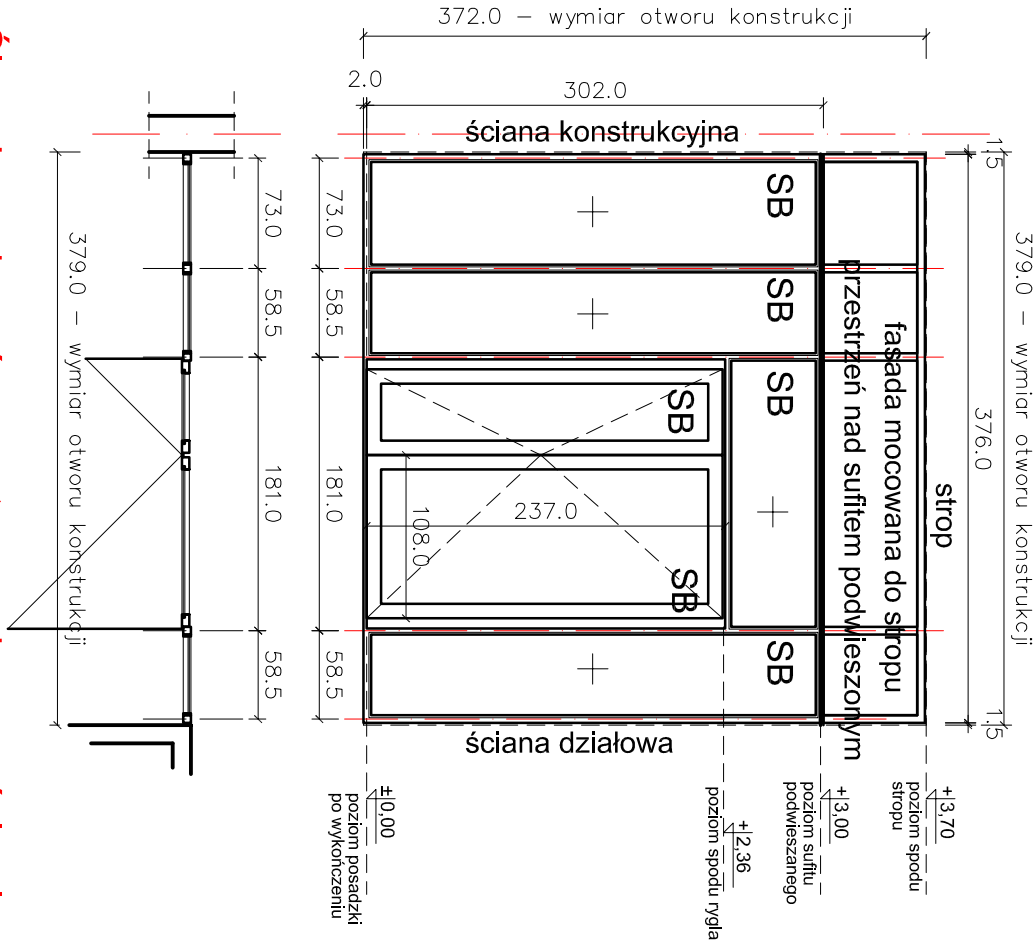 372.0 – wymiar otworu konstrukcji
2.0
302.0
ściana konstrukcyjna
1.5
379.0 – wymiar otworu konstrukcji
376.0
1.5
strop
fasada mocowana do stropu
przestrzeń nad sufitem podwieszonym
SB
SB
SB
SB
SB
SB
237.0
108.0
73.0
58.5
181.0
58.5
73.0
58.5
181.0
58.5
379.0 – wymiar otworu konstrukcji
ściana działowa
+3,70
poziom spodu
stropu
+3,00
poziom sufitu
podwieszanego
+2,36
poziom spodu rygla
±0,00
poziom posadzki
po wykończeniu